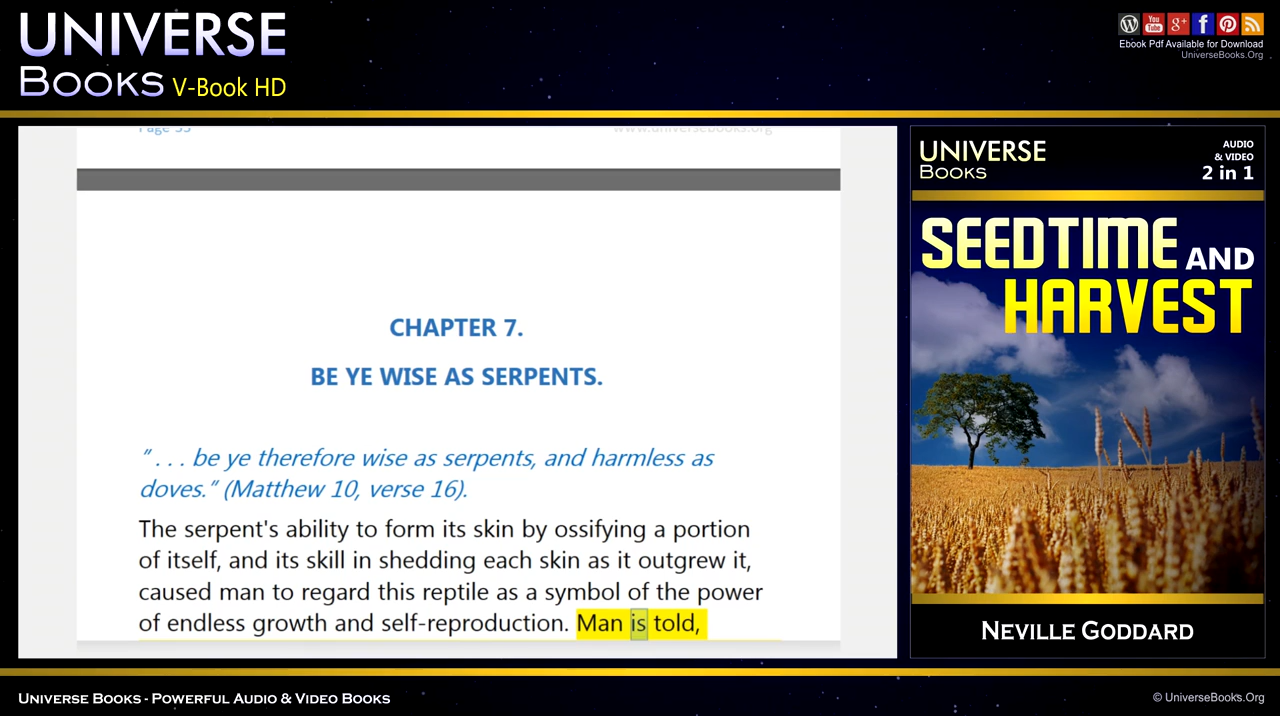 UNIVERSE
BOOKS V-Book HD
Ebook Pdf Available for Download
UniverseBooks.Org
Page 35
www.universebooks.org
CHAPTER 7.
BE YE WISE AS SERPENTS.
“ . . . be ye therefore wise as serpents, and harmless as
doves.” (Matthew 10, verse 16).
The serpent's ability to form its skin by ossifying a portion
of itself, and its skill in shedding each skin as it outgrew it,
caused man to regard this reptile as a symbol of the power
of endless growth and self-reproduction. Man is told,
UNIVERSE
BOOKS
AUDIO
& VIDEO
2 in 1
SEEDTIME AND
HARVEST
NEVILLE GODDARD
UNIVERSE BOOKS - POWERFUL AUDIO & VIDEO BOOKS
© UniverseBooks.Org